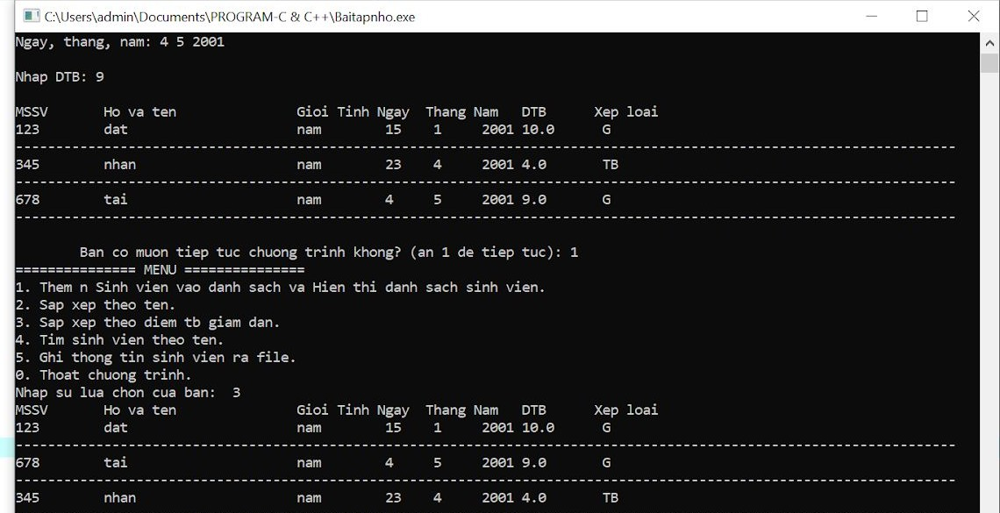 C:\Users\admin\Documents\PROGRAM-C & C++\Baitapnho.exe
Ngay, thang, nam: 4 5 2001
Nhap DTB: 9
MSSV Ho va ten Gioi Tinh Ngay Thang Nam DTB Xep loai
123 dat nam 15 1 2001 10.0 G
---------------------------------------------------------------------------------------------------------------------
345 nhan nam 23 4 2001 4.0 TB
---------------------------------------------------------------------------------------------------------------------
678 tai nam 4 5 2001 9.0 G
---------------------------------------------------------------------------------------------------------------------
Ban co muon tiep tuc chuong trinh khong? (an 1 de tiep tuc): 1
=============== MENU ===============
1. Them n Sinh vien vao danh sach va Hien thi danh sach sinh vien.
2. Sap xep theo ten.
3. Sap xep theo diem tb giam dan.
4. Tim sinh vien theo ten.
5. Ghi thong tin sinh vien ra file.
0. Thoat chuong trinh.
Nhap su lua chon cua ban: 3
MSSV Ho va ten Gioi Tinh Ngay Thang Nam DTB Xep loai
123 dat nam 15 1 2001 10.0 G
---------------------------------------------------------------------------------------------------------------------
678 tai nam 4 5 2001 9.0 G
---------------------------------------------------------------------------------------------------------------------
345 nhan nam 23 4 2001 4.0 TB